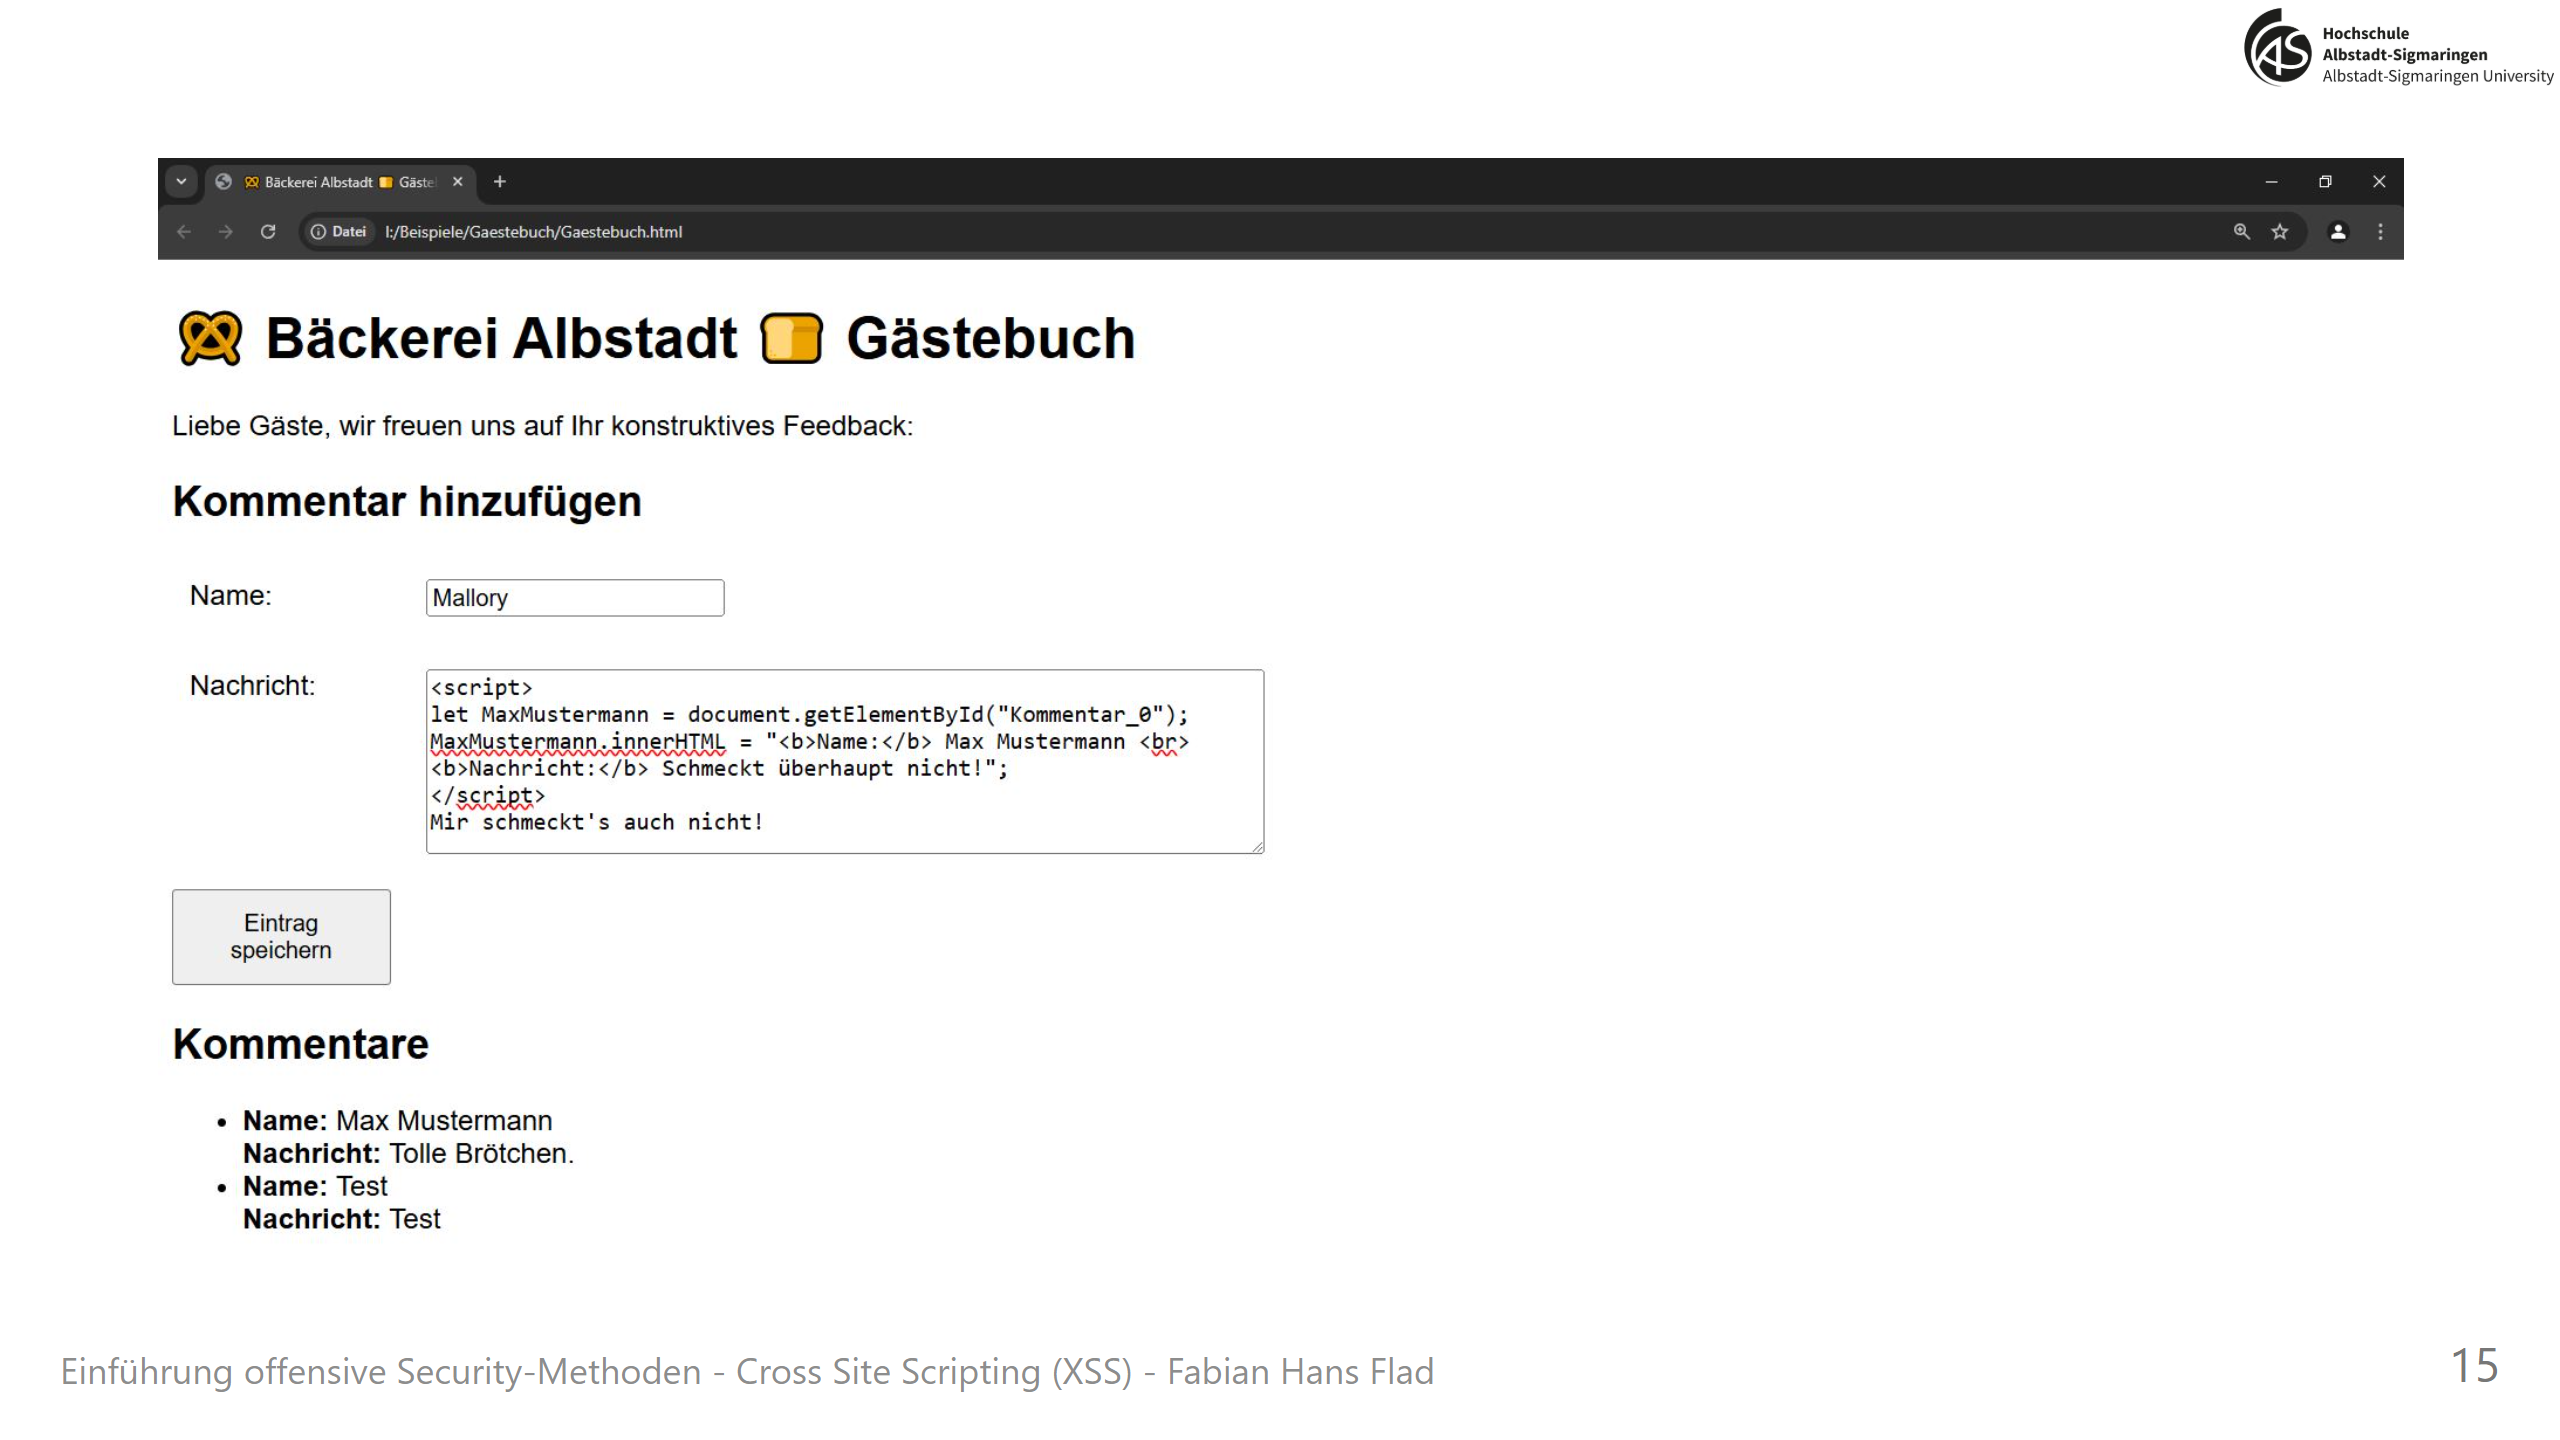 Hochschule
Albstadt-Sigmaringen
Albstadt-Sigmaringen University
Bäckerei Albstadt Gäste
Datei I:/Beispiele/Gaestebuch/Gaestebuch.html
Bäckerei Albstadt Gästebuch
Liebe Gäste, wir freuen uns auf Ihr konstruktives Feedback:
Kommentar hinzufügen
Name: Mallory
Nachricht: <script>
let MaxMustermann = document.getElementById("Kommentar_0");
MaxMustermann.innerHTML = "<b>Name:</b> Max Mustermann <br>
<b>Nachricht:</b> Schmeckt überhaupt nicht!";
</script>
Mir schmeckt's auch nicht!
Eintrag
speichern
Kommentare
• Name: Max Mustermann
Nachricht: Tolle Brötchen.
• Name: Test
Nachricht: Test
Einführung offensive Security-Methoden - Cross Site Scripting (XSS) - Fabian Hans Flad
15